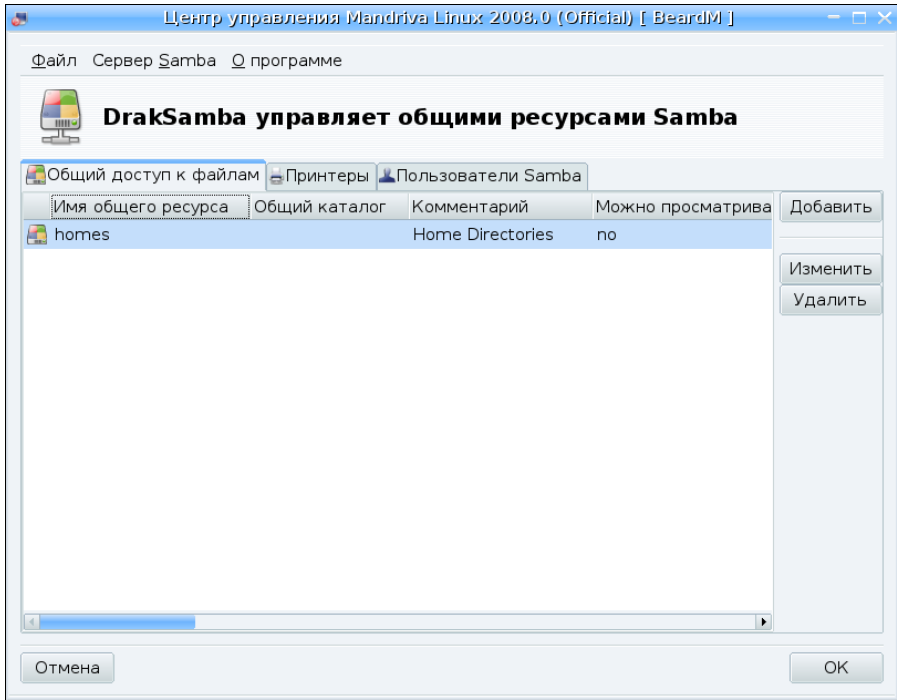 Центр управления Mandriva Linux 2008.0 (Official) [ BeardM ]
Файл Сервер Samba О программе
DrakSamba управляет общими ресурсами Samba
Общий доступ к файлам Принтеры Пользователи Samba
Имя общего ресурса Общий каталог Комментарий Можно просматрива Добавить
homes Home Directories no
Изменить
Удалить
Отмена OK